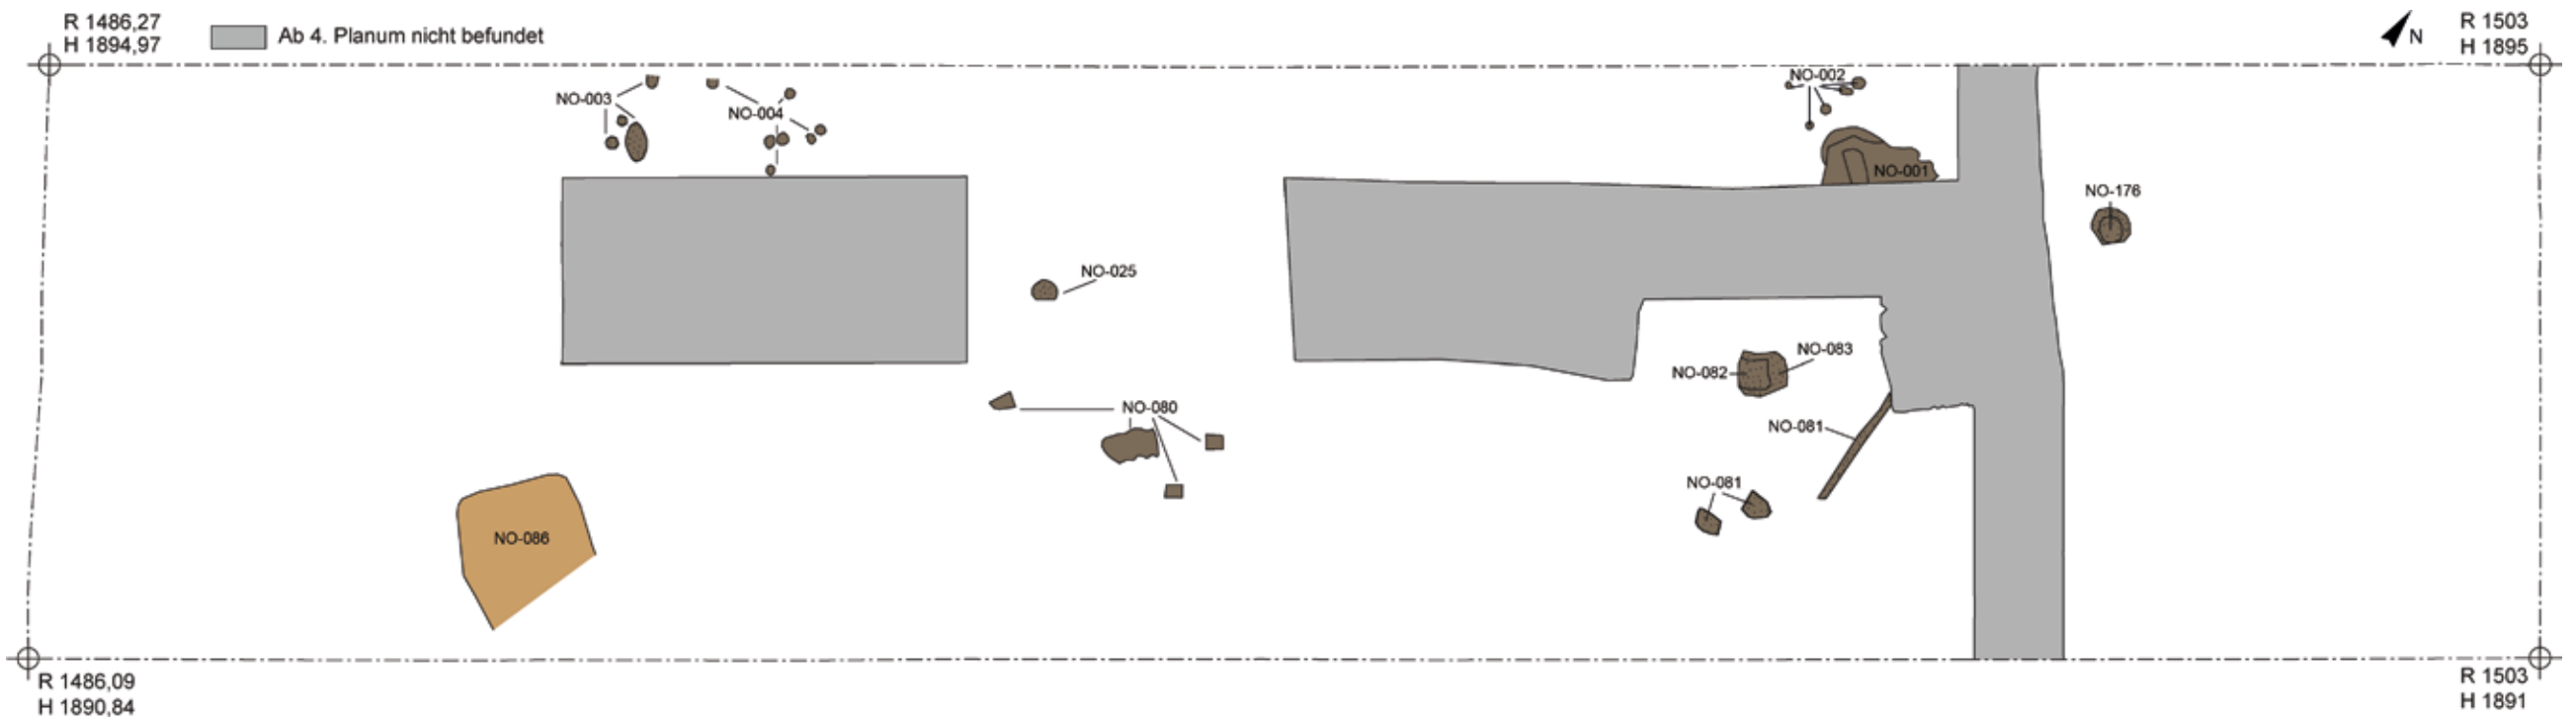 R 1486,27
H 1894,97
Ab 4. Planum nicht befundet
N
R 1503
H 1895
NO-003
NO-004
NO-002
NO-001
NO-176
NO-025
NO-083
NO-082
NO-080
NO-081
NO-081
NO-086
R 1486,09
H 1890,84
R 1503
H 1891